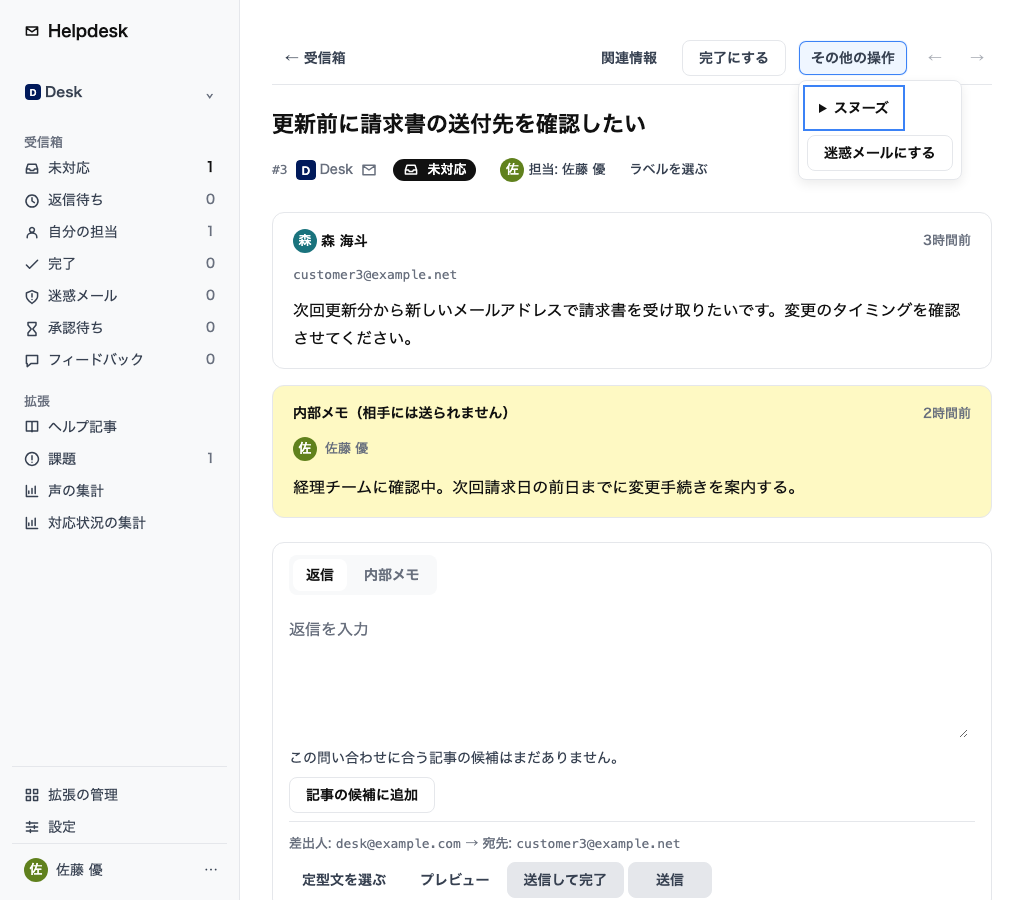 Helpdesk
D Desk
受信箱
未対応 1
返信待ち 0
自分の担当 1
完了 0
迷惑メール 0
承認待ち 0
フィードバック 0
拡張
ヘルプ記事
課題 1
声の集計
対応状況の集計
拡張の管理
設定
佐 佐藤 優 …
← 受信箱 関連情報 完了にする その他の操作 ← →
▶ スヌーズ
迷惑メールにする
更新前に請求書の送付先を確認したい
#3 D Desk 未対応 佐 担当: 佐藤 優 ラベルを選ぶ
森 森 海斗 3時間前
customer3@example.net
次回更新分から新しいメールアドレスで請求書を受け取りたいです。変更のタイミングを確認
させてください。
内部メモ（相手には送られません） 2時間前
佐 佐藤 優
経理チームに確認中。次回請求日の前日までに変更手続きを案内する。
返信 内部メモ
返信を入力
この問い合わせに合う記事の候補はまだありません。
記事の候補に追加
差出人: desk@example.com → 宛先: customer3@example.net
定型文を選ぶ プレビュー 送信して完了 送信